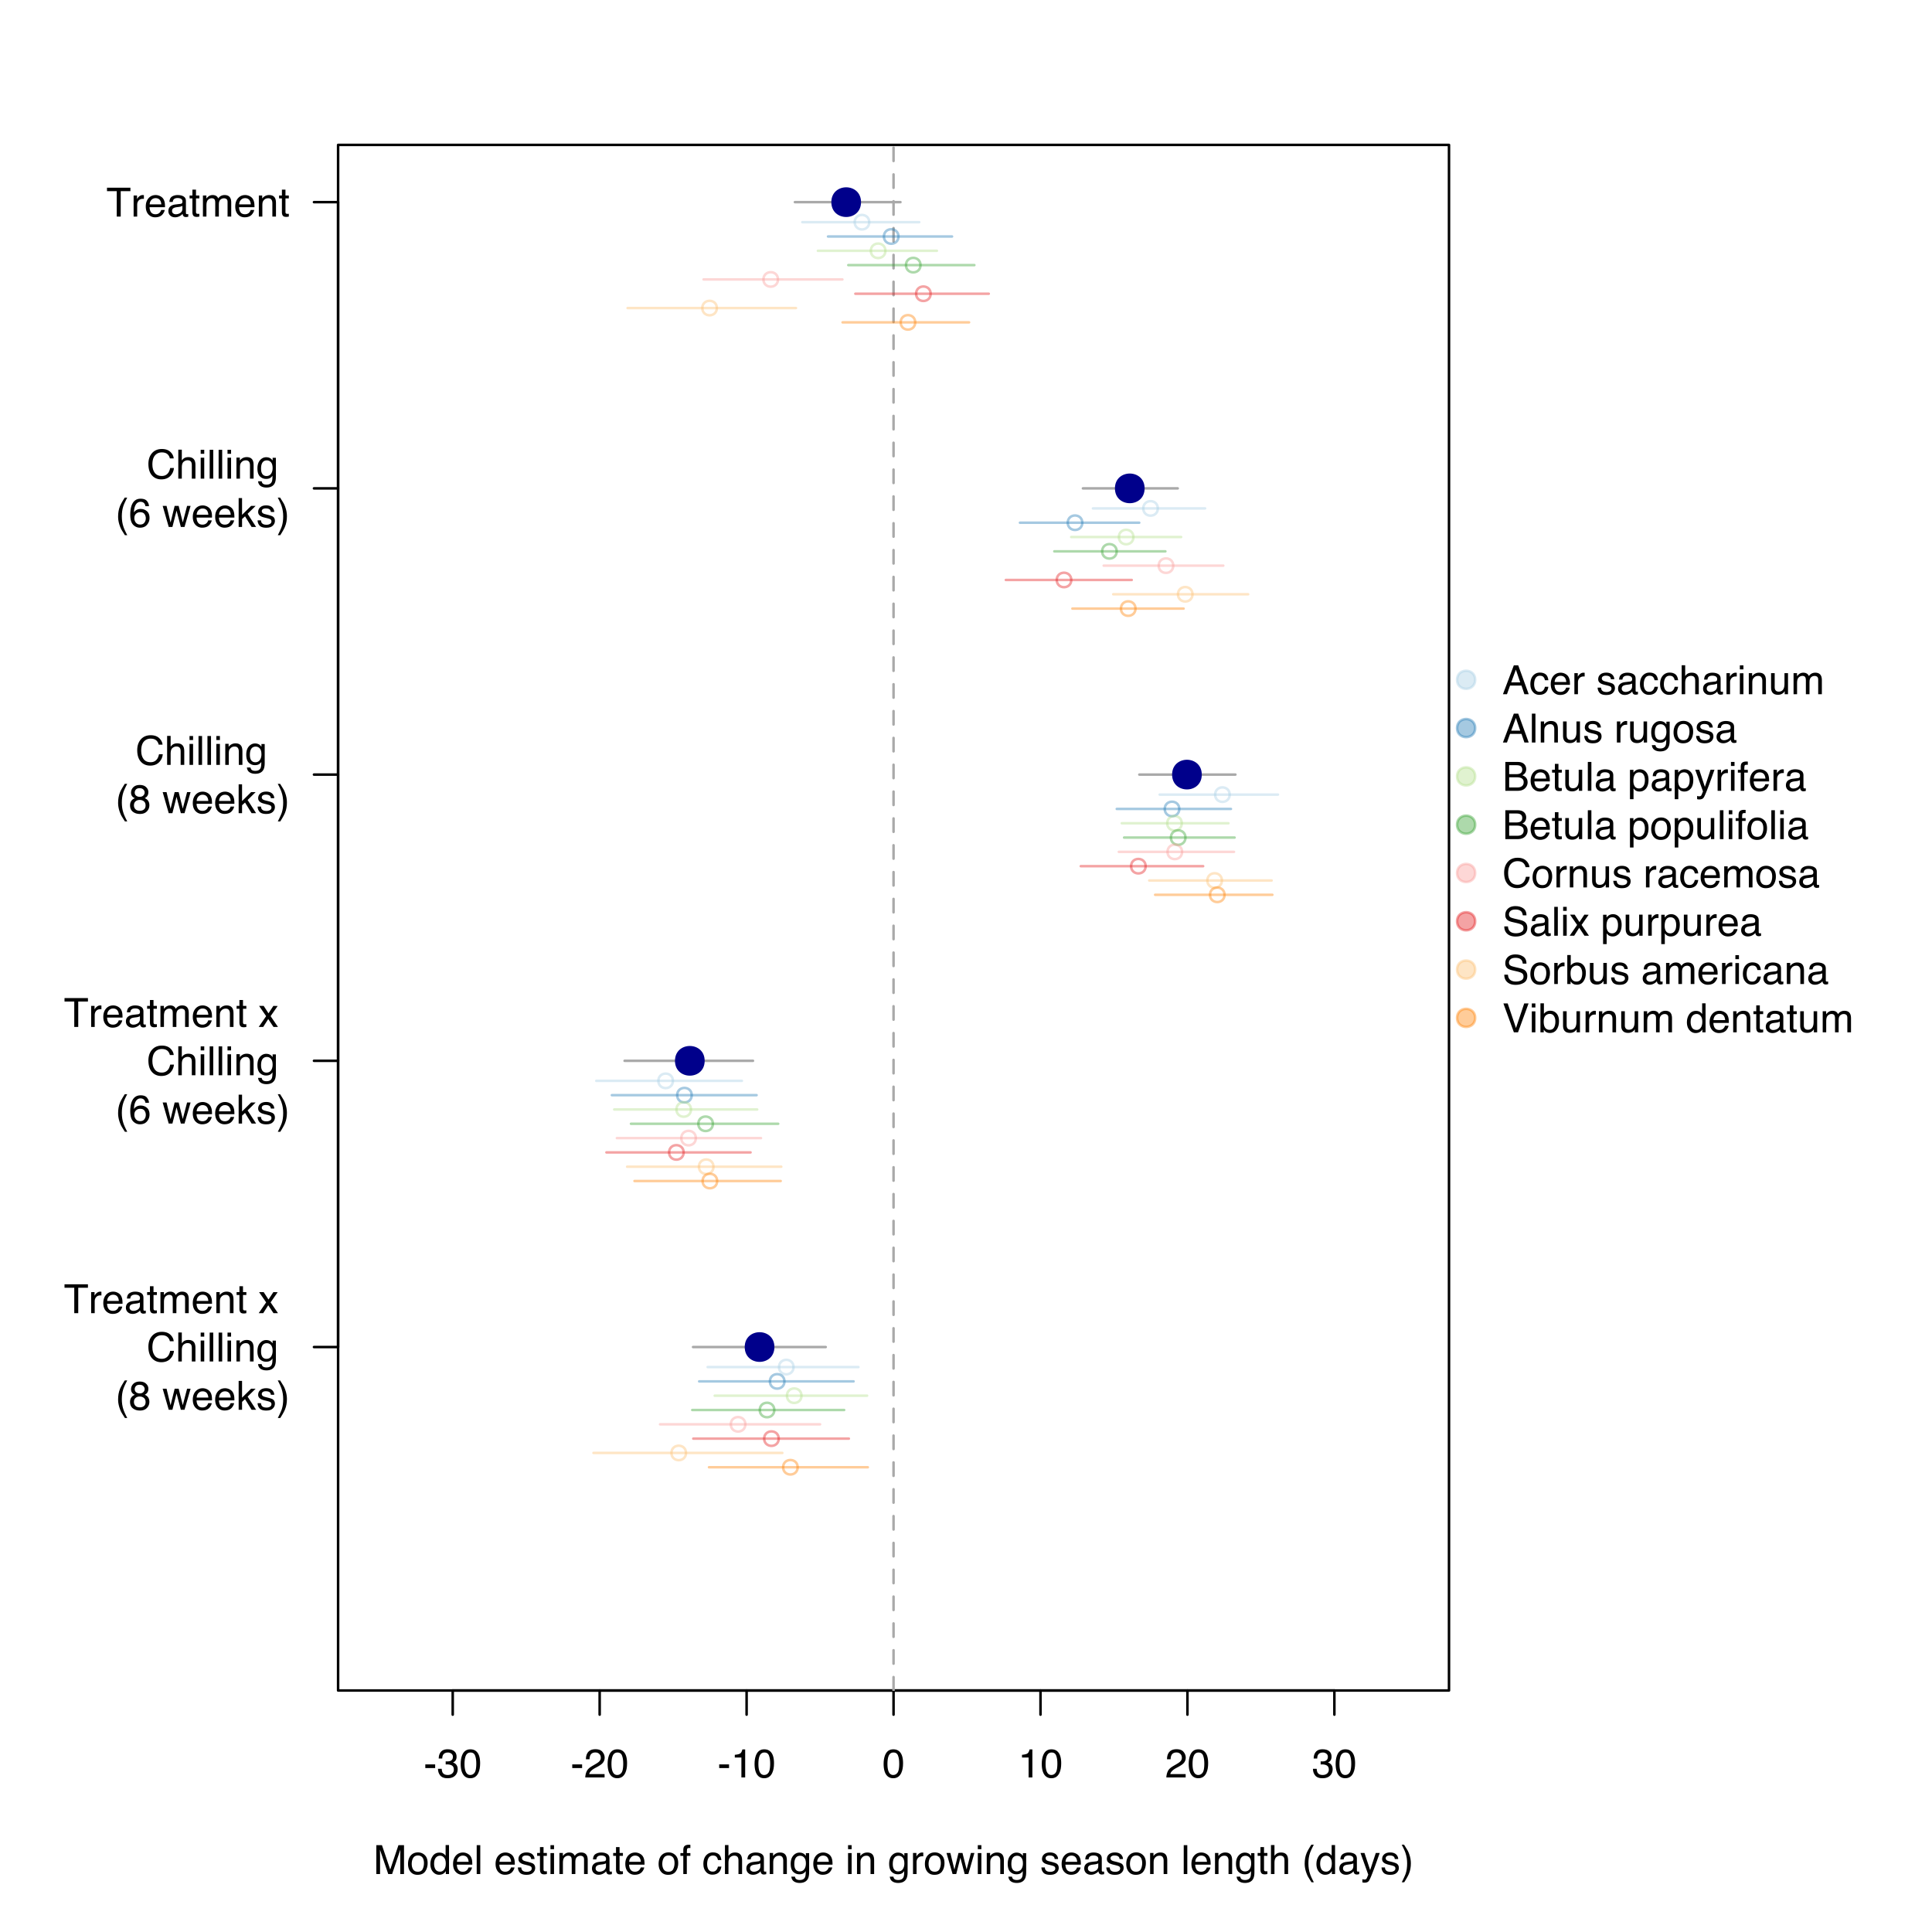 Treatment
Chilling
(6 weeks)
Chilling
(8 weeks)
Treatment x
Chilling
(6 weeks)
Treatment x
Chilling
(8 weeks)
Acer saccharinum
Alnus rugosa
Betula papyrifera
Betula populifolia
Cornus racemosa
Salix purpurea
Sorbus americana
Viburnum dentatum
-30 -20 -10 0 10 20 30
Model estimate of change in growing season length (days)